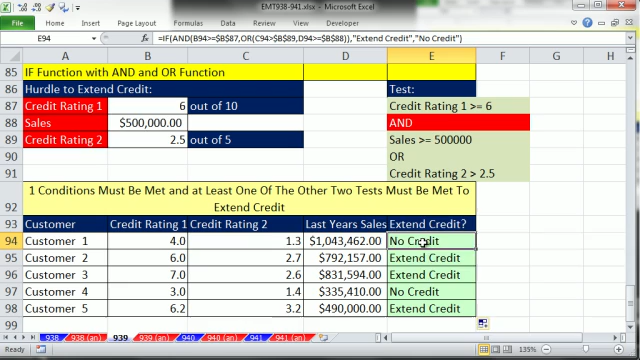 EMT938-941.xlsx - Microsoft Excel
File Home Insert Page Layout Formulas Data Review View Developer
E94 fx =IF(AND(B94>=B$87,OR(C94>$B$89,D94>=B$88)),"Extend Credit","No Credit")
A B C D E F H
85 IF Function with AND and OR Function
86 Hurdle to Extend Credit: Test:
87 Credit Rating 1 6 out of 10 Credit Rating 1 >= 6
88 Sales $500,000.00 AND
89 Credit Rating 2 2.5 out of 5 Sales >= 500000
90 OR
91 Credit Rating 2 > 2.5
1 Conditions Must Be Met and at Least One Of The Other Two Tests Must Be Met To
92 Extend Credit
93 Customer Credit Rating 1 Credit Rating 2 Last Years Sales Extend Credit?
94 Customer 1 4.0 1.3 $1,043,462.00 No Credit
95 Customer 2 6.0 2.7 $792,157.00 Extend Credit
96 Customer 3 7.0 2.6 $831,594.00 Extend Credit
97 Customer 4 3.0 1.4 $335,410.00 No Credit
98 Customer 5 6.2 3.2 $490,000.00 Extend Credit
99
938 938 (an) 939 939 (an) 940 940 (an) 941 941 (an)
Ready 135%